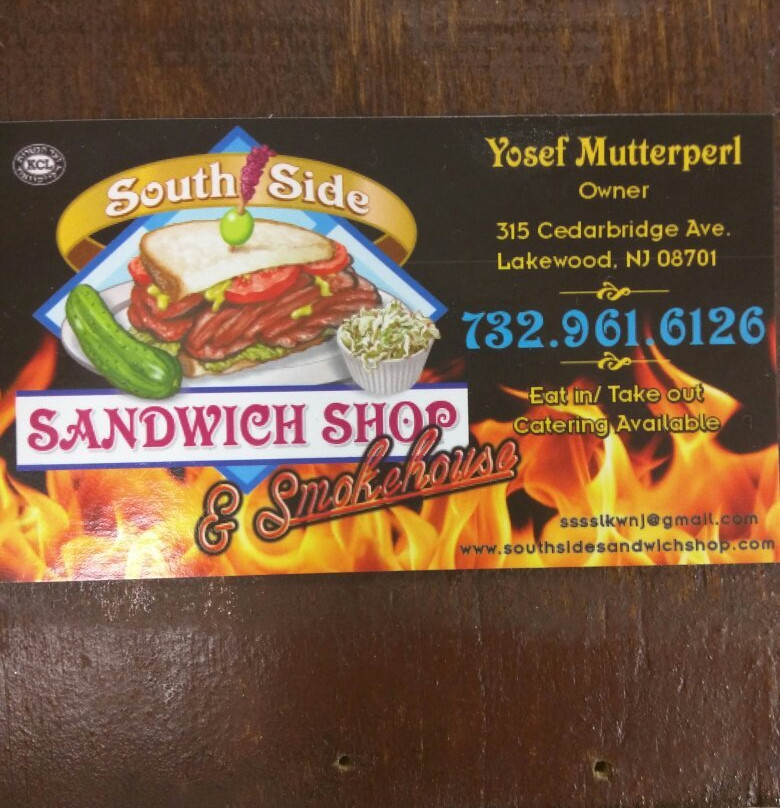 KCL
South Side
SANDWICH SHOP
& Smokehouse
Yosef Mutterperl
Owner
315 Cedarbridge Ave.
Lakewood, NJ 08701
732.961.6126
Eat in/ Take out
Catering Available
sssslkwnj@gmail.com
www.southsidesandwichshop.com